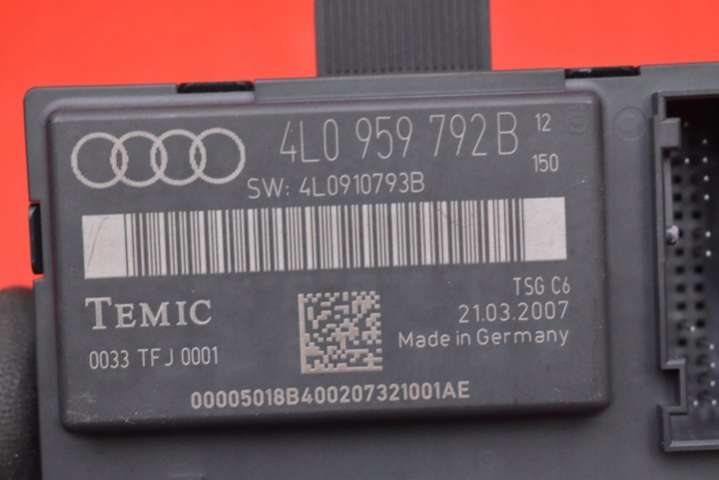 4L0 959 792B 12
SW: 4L0910793B 150
TEMIC
TSG C6
21.03.2007
Made in Germany
0033 TFJ 0001
00005018B400207321001AE